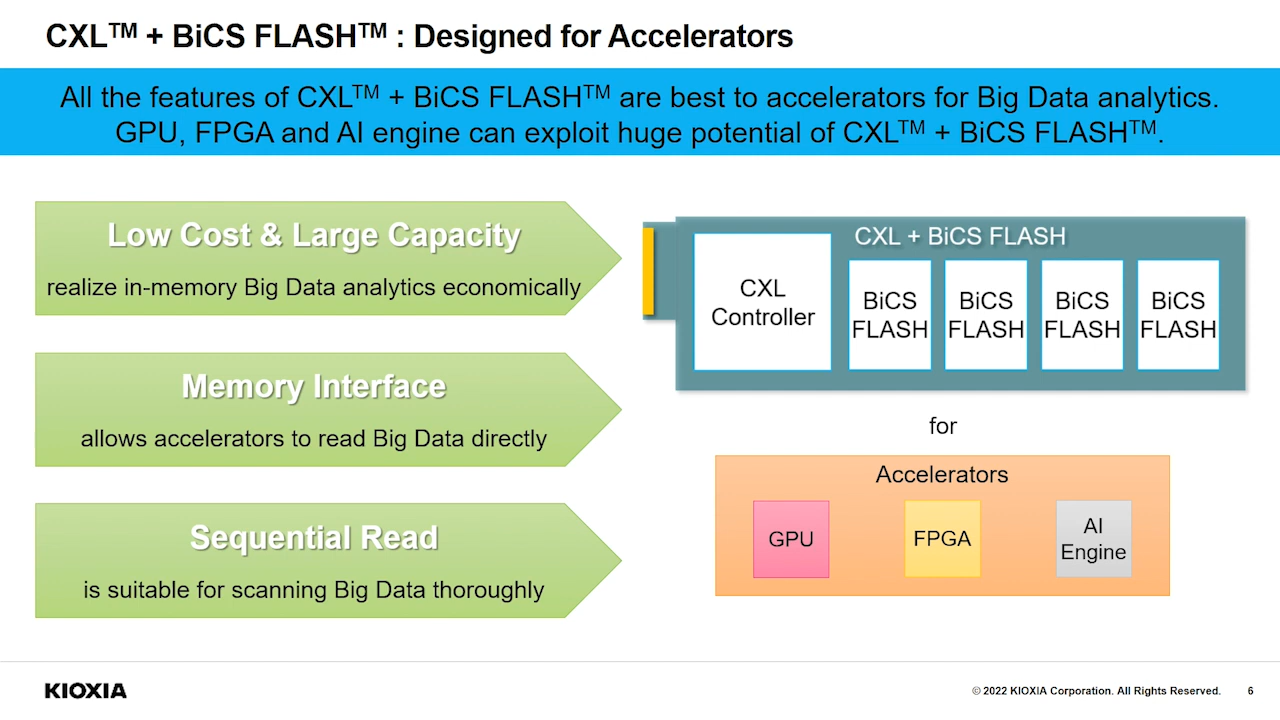 CXL™ + BiCS FLASH™ : Designed for Accelerators
All the features of CXL™ + BiCS FLASH™ are best to accelerators for Big Data analytics.
GPU, FPGA and AI engine can exploit huge potential of CXL™ + BiCS FLASH™.
Low Cost & Large Capacity
realize in-memory Big Data analytics economically
Memory Interface
allows accelerators to read Big Data directly
Sequential Read
is suitable for scanning Big Data thoroughly
CXL + BiCS FLASH
CXL
Controller
BiCS
FLASH
BiCS
FLASH
BiCS
FLASH
BiCS
FLASH
for
Accelerators
GPU
FPGA
AI
Engine
KIOXIA
© 2022 KIOXIA Corporation. All Rights Reserved.
6